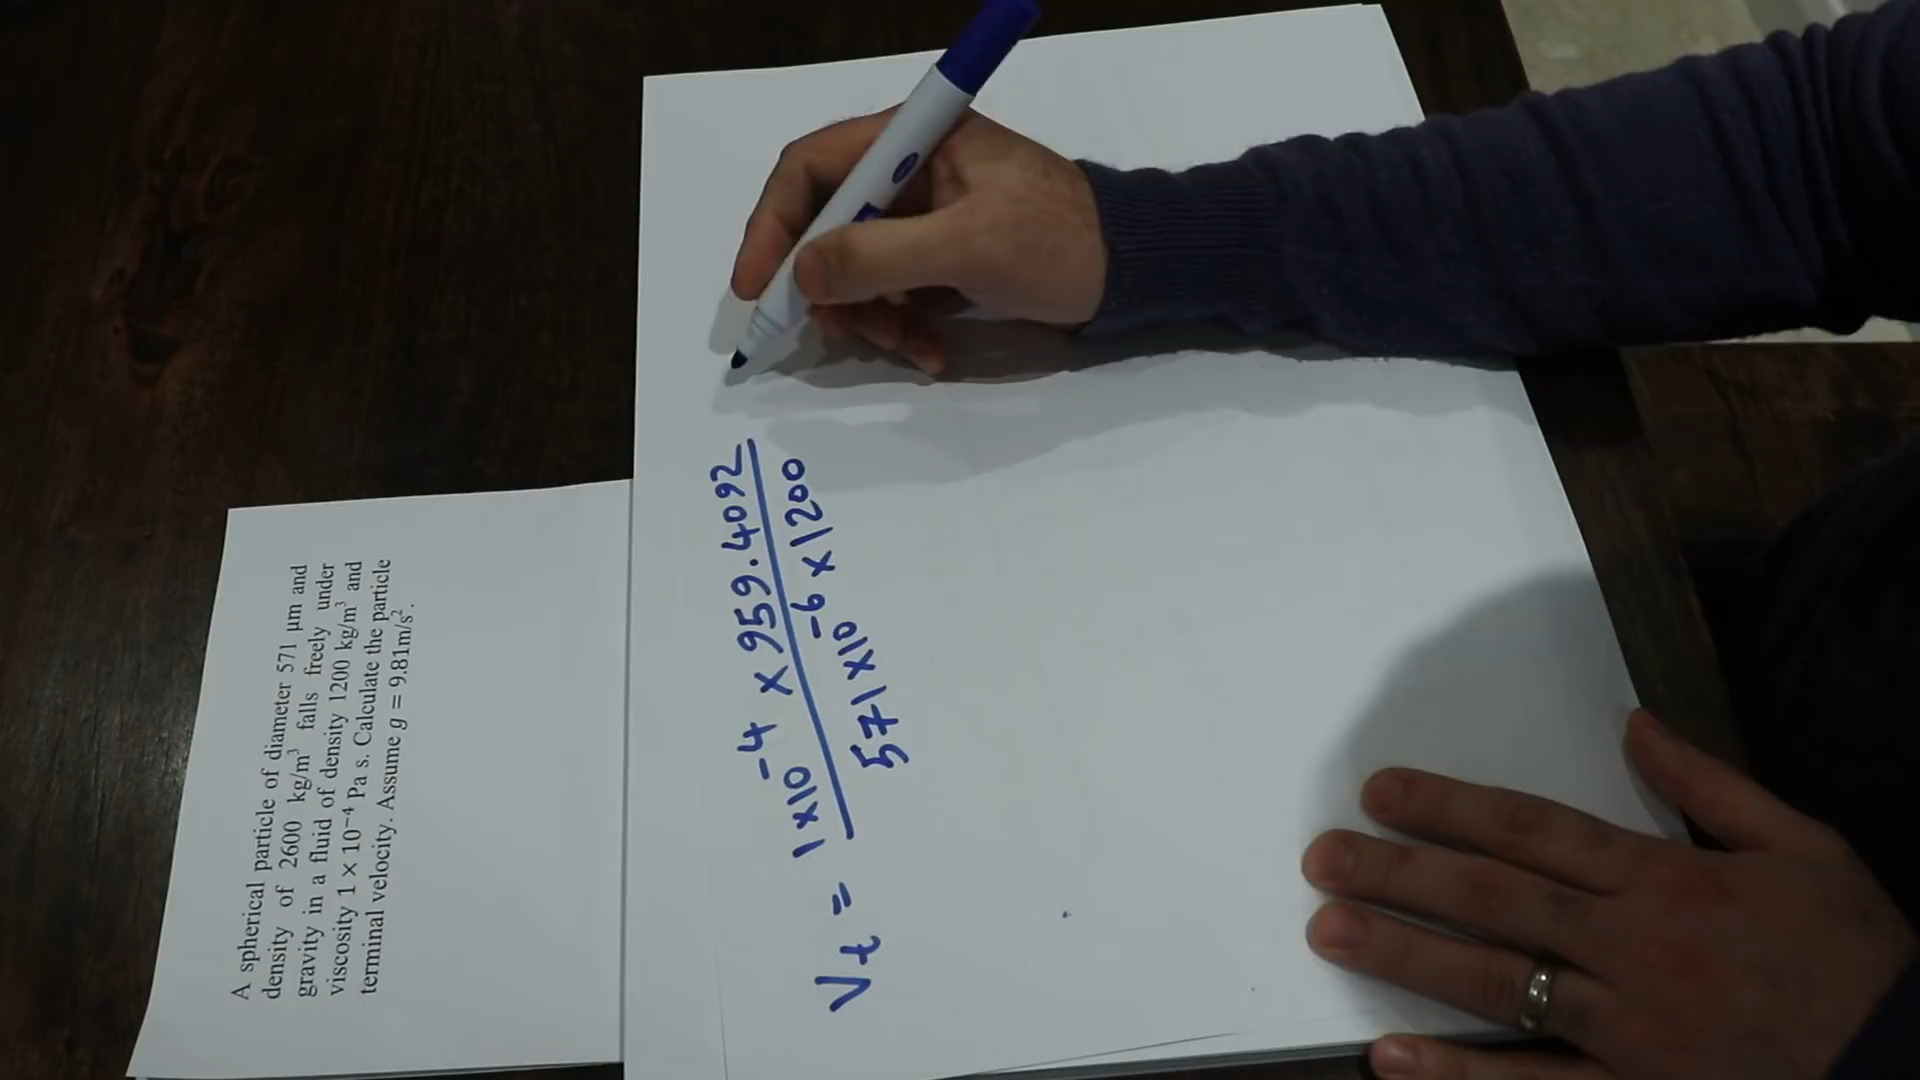 A spherical particle of diameter 571 μm and
density of 2600 kg/m³ falls freely under
gravity in a fluid of density 1200 kg/m³ and
viscosity 1 × 10⁻⁴ Pa s. Calculate the particle
terminal velocity. Assume g = 9.81m/s².
Vt = 1×10⁻⁴ × 959.4092
571×10⁻⁶ × 1200